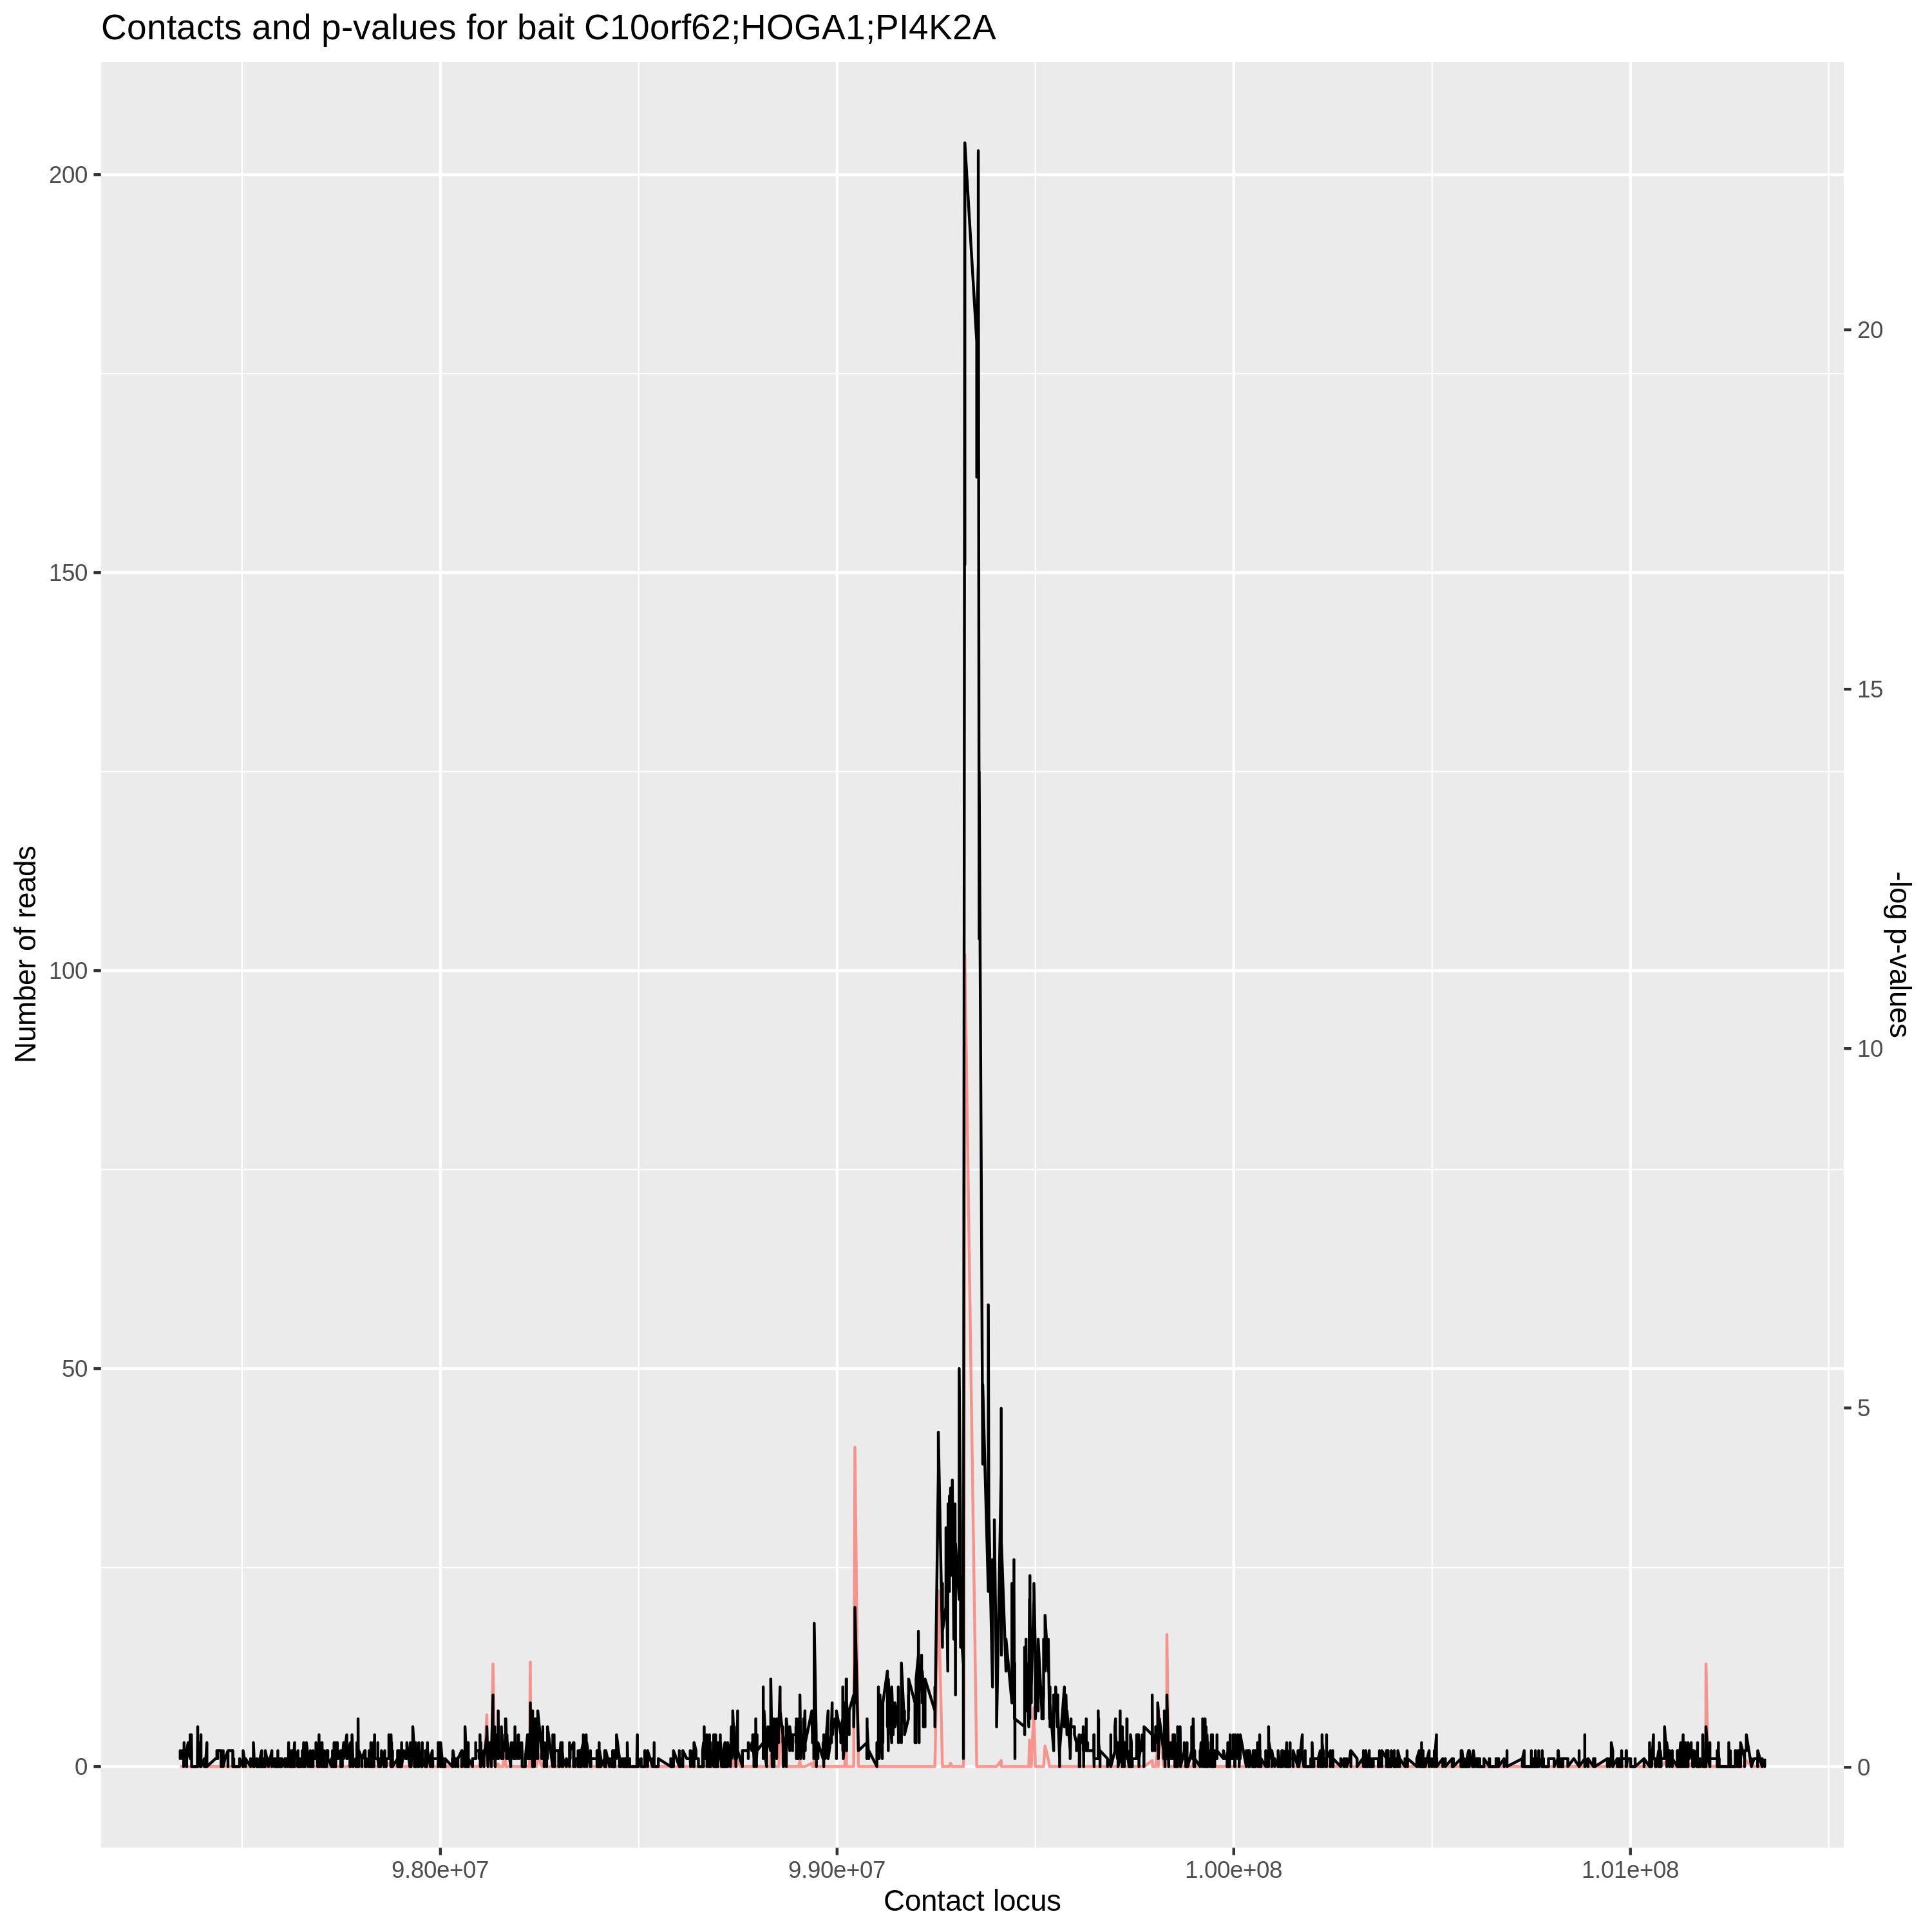 Contacts and p-values for bait C10orf62;HOGA1;PI4K2A
200
150
100
50
0
Number of reads
20
15
10
5
0
-log p-values
9.80e+07
9.90e+07
1.00e+08
1.01e+08
Contact locus